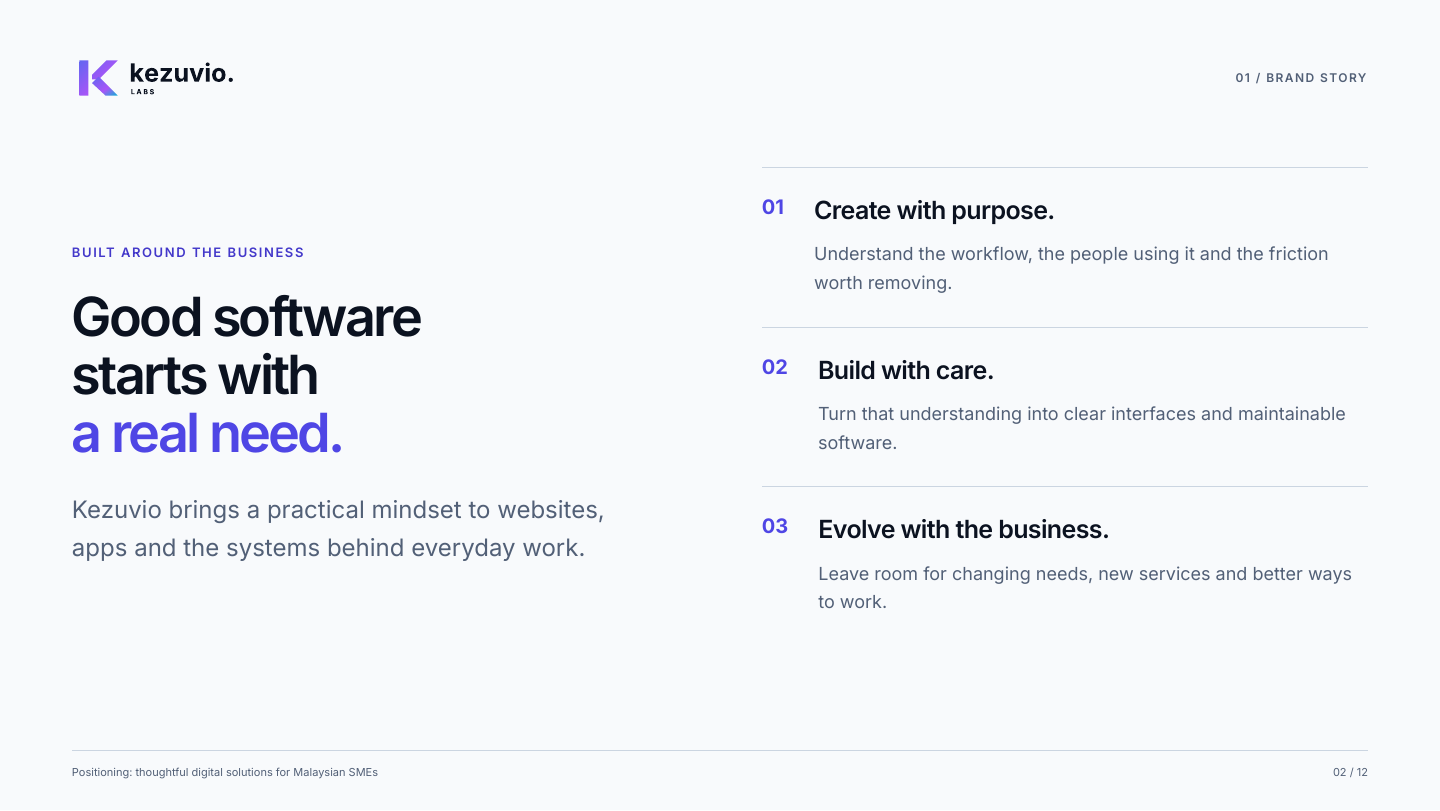 kezuvio.
LABS
01 / BRAND STORY
BUILT AROUND THE BUSINESS
Good software
starts with
a real need.
Kezuvio brings a practical mindset to websites,
apps and the systems behind everyday work.
01
Create with purpose.
Understand the workflow, the people using it and the friction
worth removing.
02
Build with care.
Turn that understanding into clear interfaces and maintainable
software.
03
Evolve with the business.
Leave room for changing needs, new services and better ways
to work.
Positioning: thoughtful digital solutions for Malaysian SMEs
02 / 12